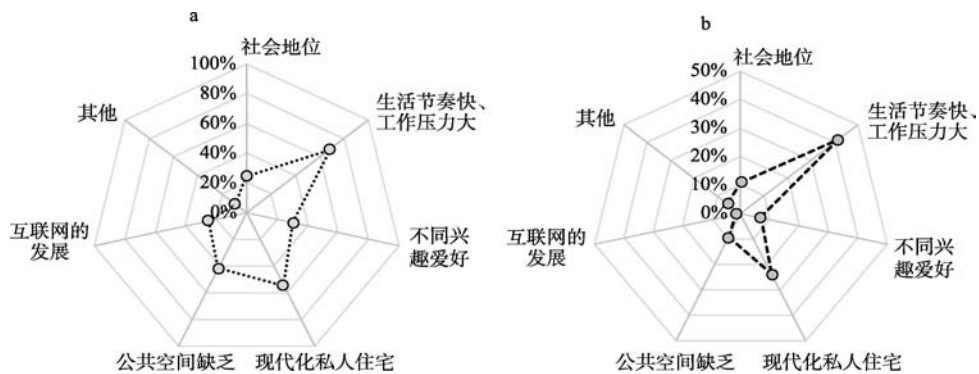 a
社会地位
100%
80%
60%
40%
20%
0%
生活节奏快、
工作压力大
不同兴
趣爱好
现代化私人住宅
公共空间缺乏
互联网的
发展
其他
b
社会地位
50%
40%
30%
20%
10%
0%
生活节奏快、
工作压力大
不同兴
趣爱好
现代化私人住宅
公共空间缺乏
互联网的
发展
其他